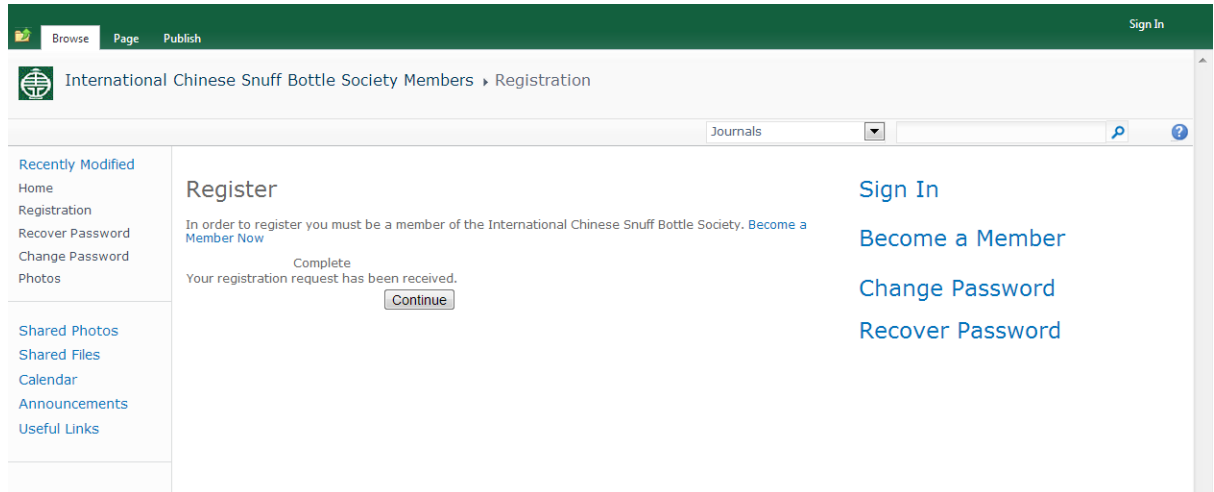 Sign In
Browse Page Publish
International Chinese Snuff Bottle Society Members ▸ Registration
Journals
Recently Modified
Home
Registration
Recover Password
Change Password
Photos
Shared Photos
Shared Files
Calendar
Announcements
Useful Links
Register
In order to register you must be a member of the International Chinese Snuff Bottle Society. Become a
Member Now
Complete
Your registration request has been received.
Continue
Sign In
Become a Member
Change Password
Recover Password